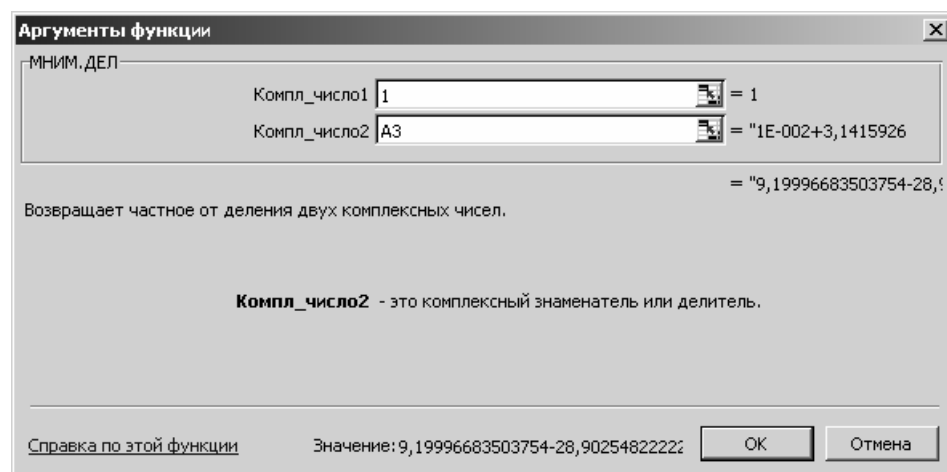 Аргументы функции
МНИМ.ДЕЛ
Компл_число1 1 = 1
Компл_число2 A3 = "1E-002+3,1415926
= "9,19996683503754-28,9
Возвращает частное от деления двух комплексных чисел.
Компл_число2 - это комплексный знаменатель или делитель.
Справка по этой функции Значение:9,19996683503754-28,90254822222 OK Отмена